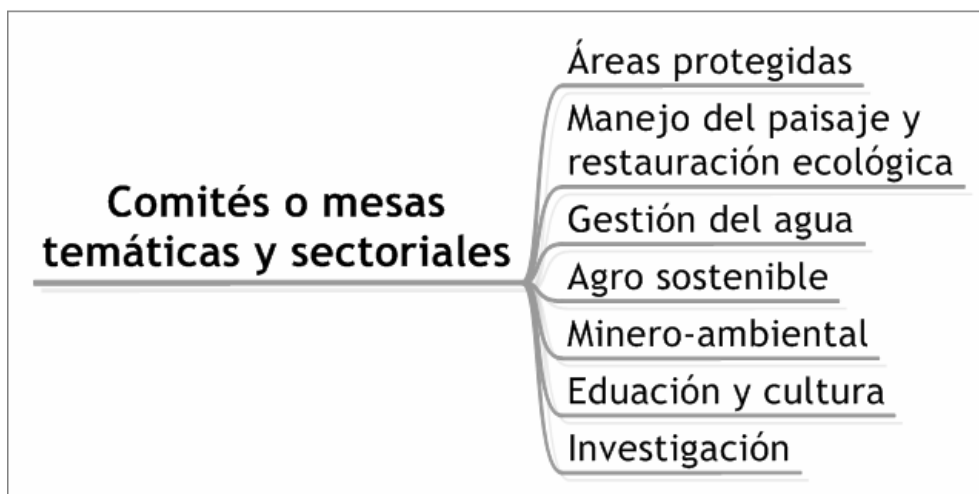 Comités o mesas
temáticas y sectoriales
Áreas protegidas
Manejo del paisaje y
restauración ecológica
Gestión del agua
Agro sostenible
Minero-ambiental
Eduación y cultura
Investigación